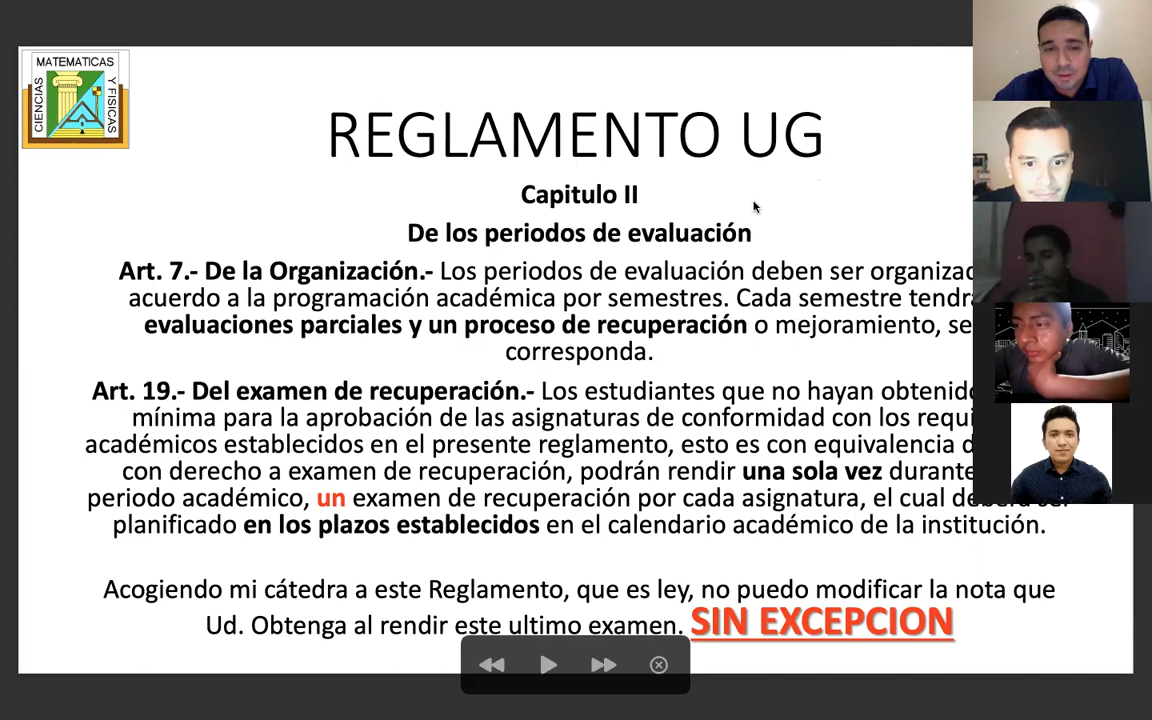 MATEMATICAS
CIENCIAS
Y FISICAS
REGLAMENTO UG
Capitulo II
De los periodos de evaluación
Art. 7.- De la Organización.- Los periodos de evaluación deben ser
acuerdo a la programación académica por semestres. Cada semestre
evaluaciones parciales y un proceso de recuperación o mejoramiento,
corresponda.
Art. 19.- Del examen de recuperación.- Los estudiantes que no hayan
mínima para la aprobación de las asignaturas de conformidad con los
académicos establecidos en el presente reglamento, esto es con equivalencia
con derecho a examen de recuperación, podrán rendir una sola vez durante
periodo académico, un examen de recuperación por cada asignatura, el cual
planificado en los plazos establecidos en el calendario académico de la institución.
Acogiendo mi cátedra a este Reglamento, que es ley, no puedo modificar la nota que
Ud. Obtenga al rendir este ultimo examen. SIN EXCEPCION